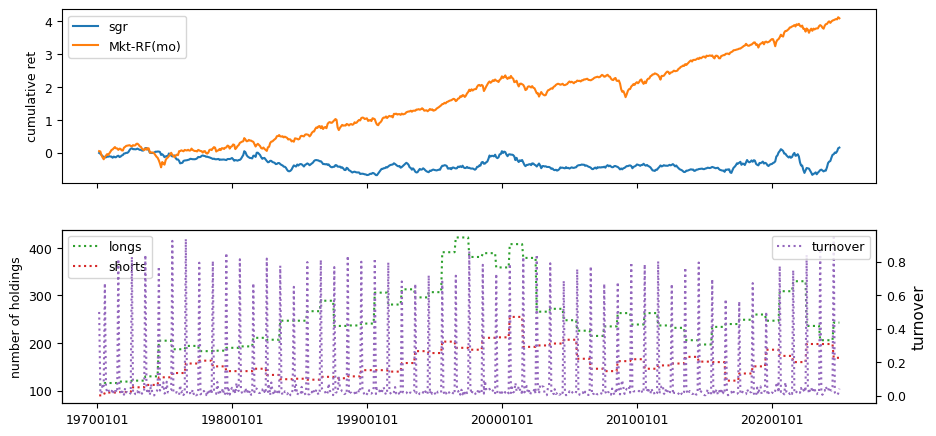 4
3
2
1
0
cumulative ret
sgr
Mkt-RF(mo)
400
300
200
100
number of holdings
longs
shorts
turnover
0.8
0.6
0.4
0.2
0.0
turnover
19700101 19800101 19900101 20000101 20100101 20200101